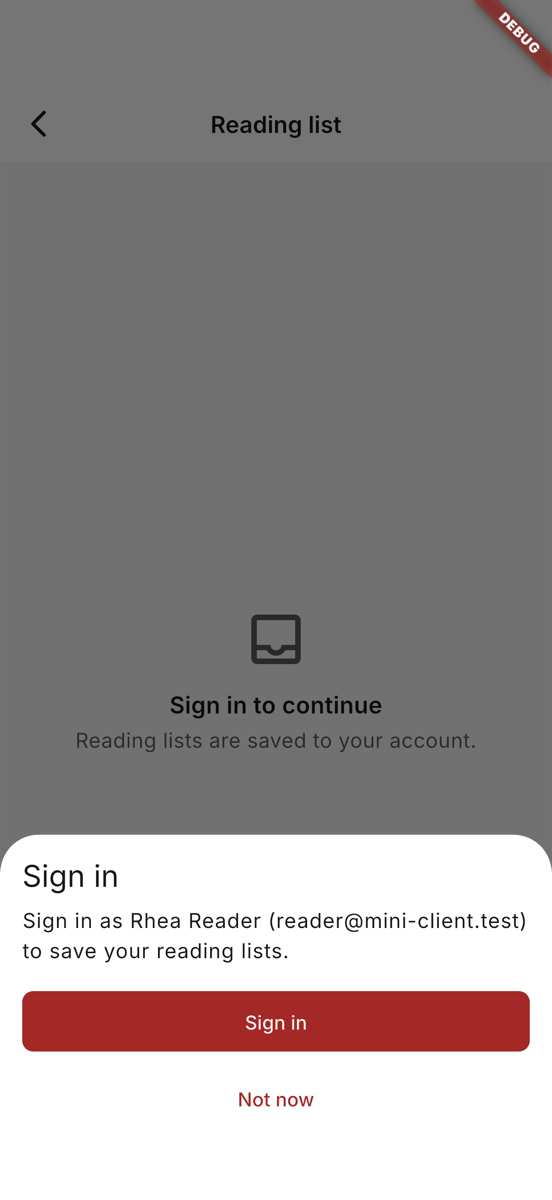 DEBUG
Reading list
Sign in to continue
Reading lists are saved to your account.
Sign in
Sign in as Rhea Reader (reader@mini-client.test)
to save your reading lists.
Sign in
Not now